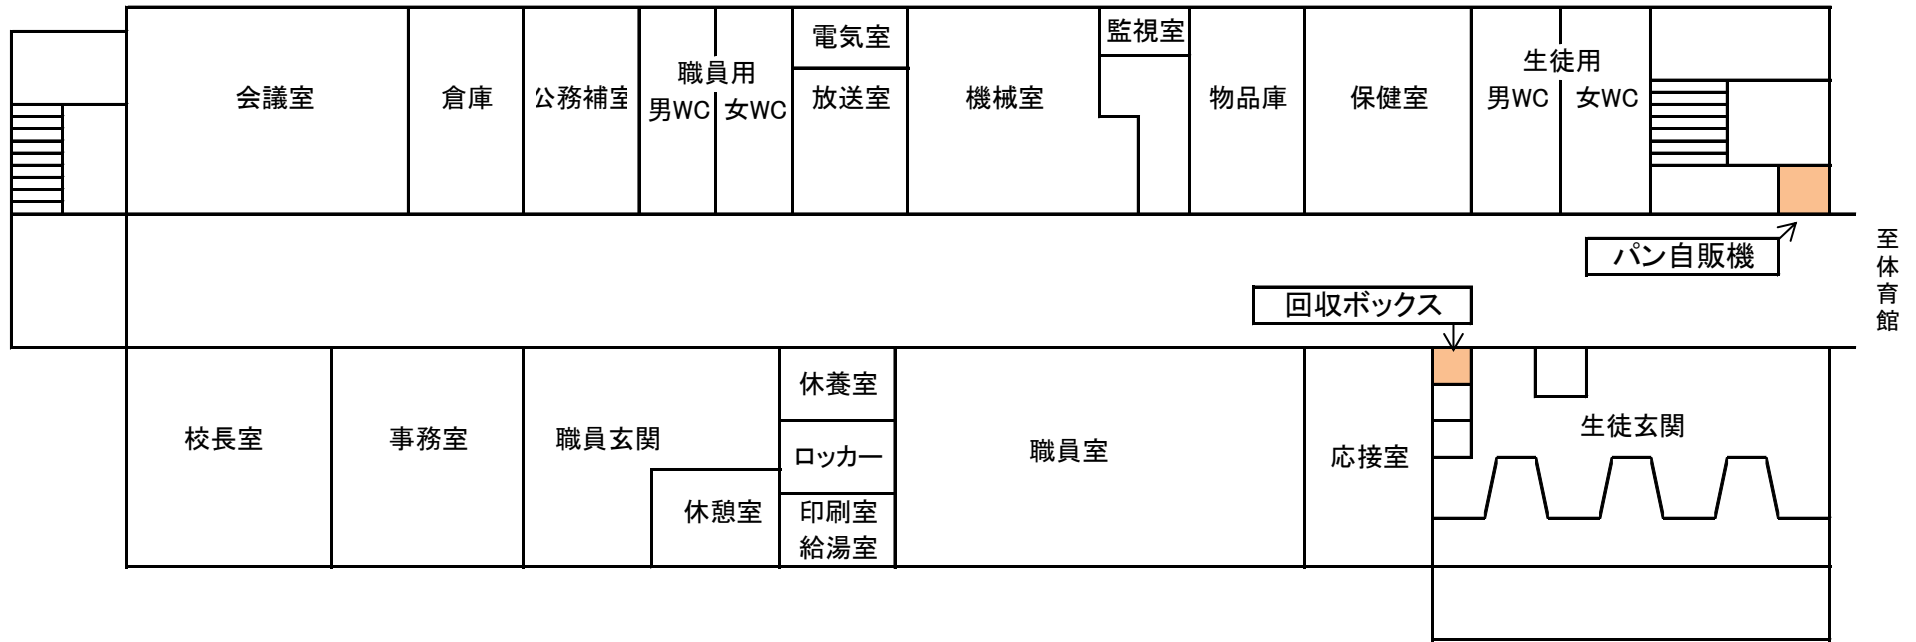 電気室
監視室
職員用
生徒用
会議室
倉庫
公務補室
男WC
女WC
放送室
機械室
物品庫
保健室
男WC
女WC
パン自販機
至体育館
回収ボックス
休養室
校長室
事務室
職員玄関
ロッカー
職員室
応接室
生徒玄関
休憩室
印刷室
給湯室